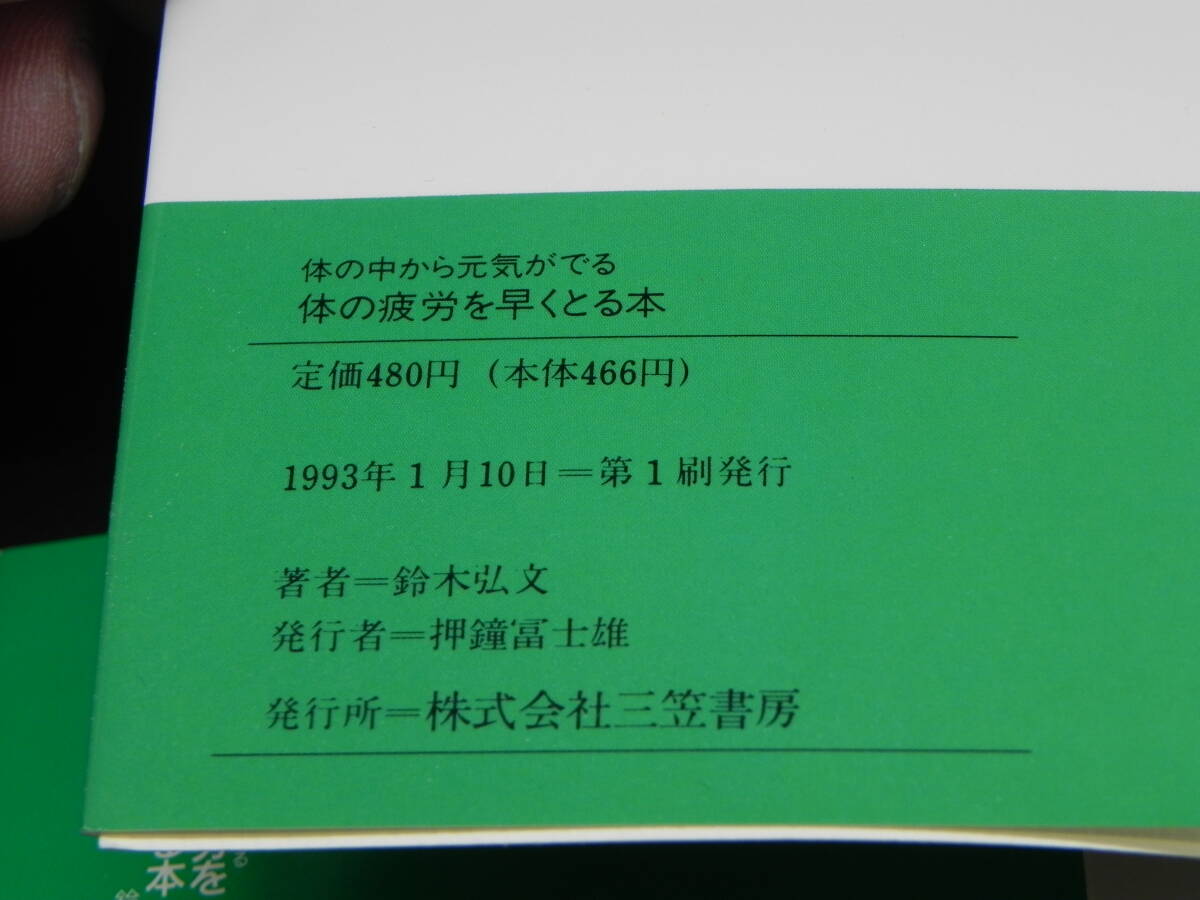 体の中から元気がでる
体の疲労を早くとる本
定価480円（本体466円）
1993年1月10日＝第1刷発行
著者＝鈴木弘文
発行者＝押鐘冨士雄
発行所＝株式会社三笠書房
る
労を
本